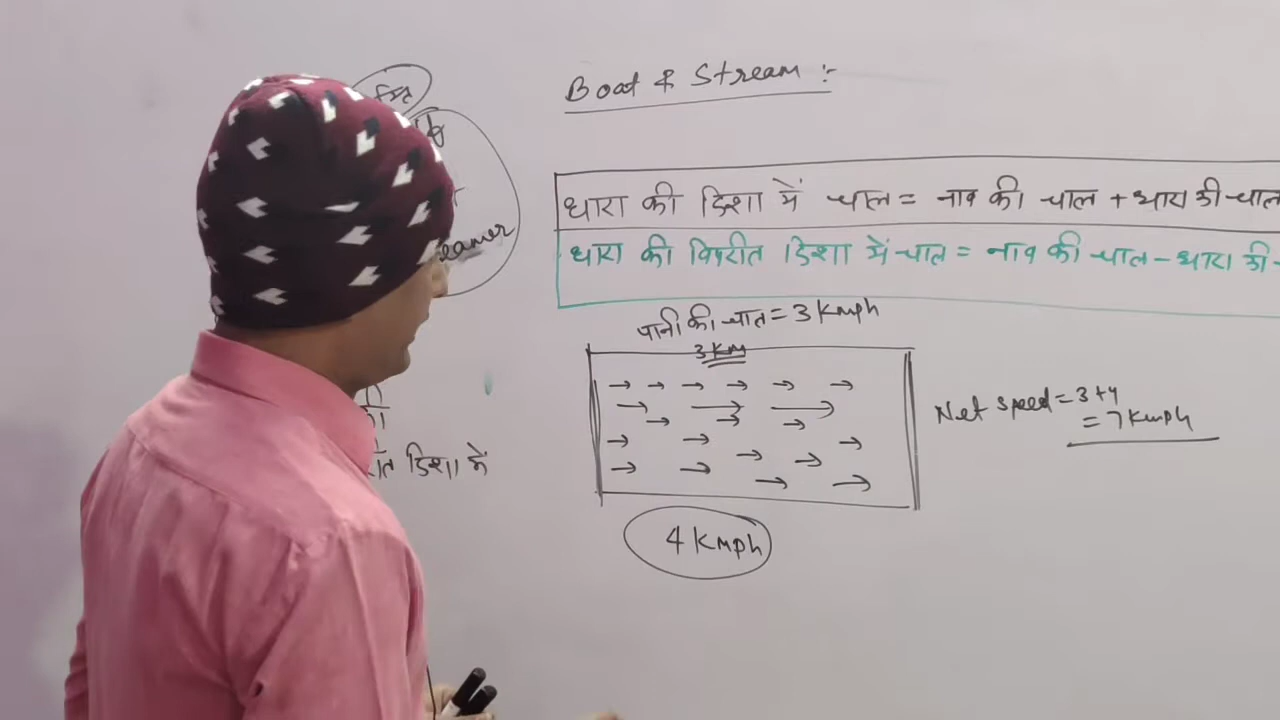 Boat & Stream :-
धारा की दिशा में चाल = नाव की चाल + धारा की चाल
धारा की विपरीत दिशा में चाल = नाव की चाल - धारा की
पानी की चाल = 3 Kmph
3 KM
Net speed = 3+4
= 7 Kmph
दिशा में
4 Kmph